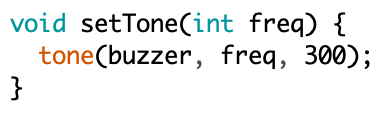 void setTone(int freq) {
  tone(buzzer, freq, 300);
}